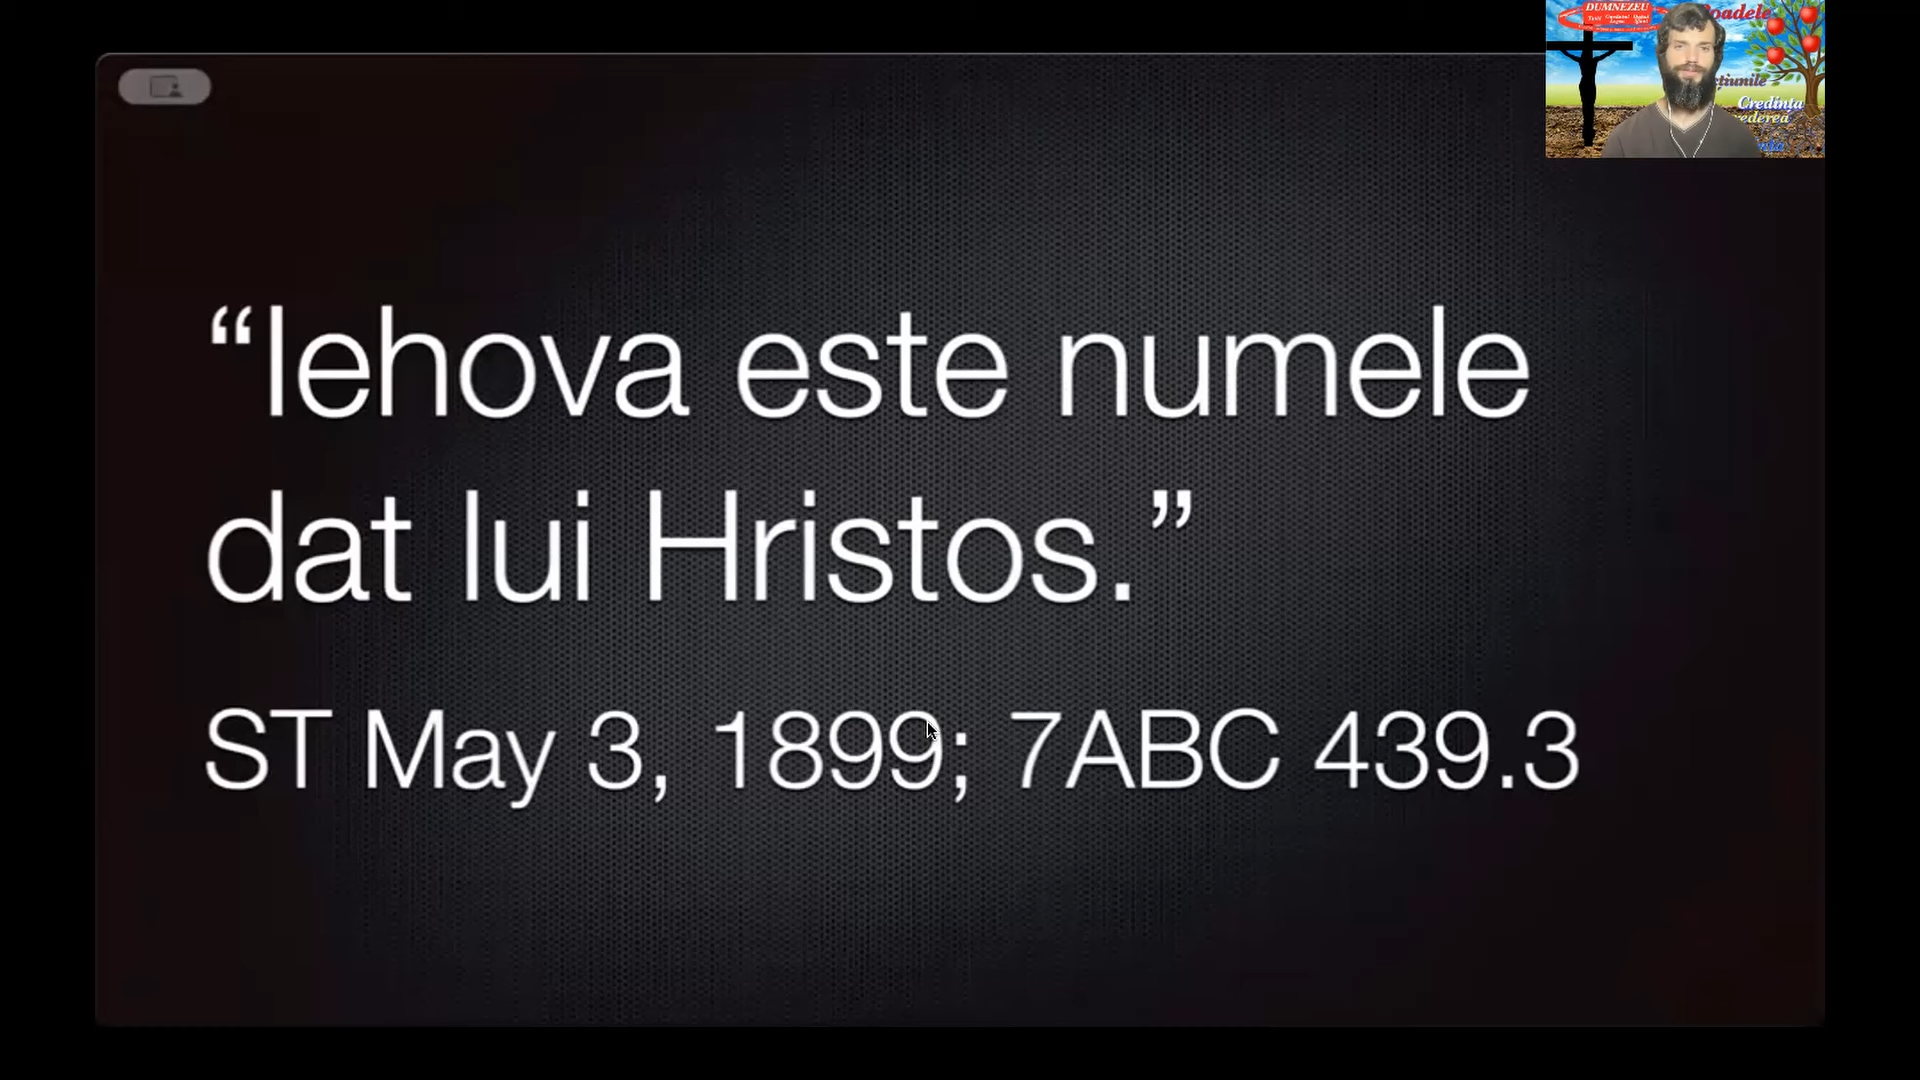 “Iehova este numele
dat lui Hristos.”
ST May 3, 1899; 7ABC 439.3
DUMNEZEU
Credința